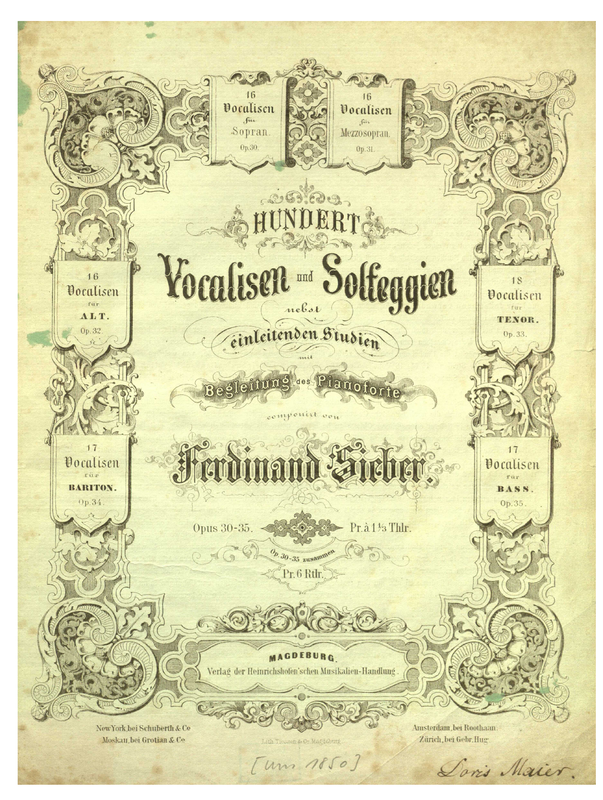 16
Vocalisen
für
Sopran.
Op.30.
16
Vocalisen
für
Mezzosopran.
Op.31.
HUNDERT
Vocalisen und Solfeggien
nebst
einleitenden Studien
mit
Begleitung des Pianoforte
componirt von
Ferdinand Sieber.
16
Vocalisen
für
ALT.
Op. 32.
18
Vocalisen
für
TENOR.
Op. 33.
17
Vocalisen
für
BARITON.
Op. 34.
17
Vocalisen
für
BASS.
Op. 35.
Opus 30-35. Pr. à 1⅓ Thlr.
Op. 30-35 zusammen
Pr. 6 Rtlr.
MAGDEBURG,
Verlag der Heinrichshofen'schen Musikalien-Handlung
New York, bei Schuberth & Co
Moskau, bei Grotian & Co
Amsterdam, bei Boothaan
Zürich, bei Gebr. Hug
[um 1850]
Loris Maier.